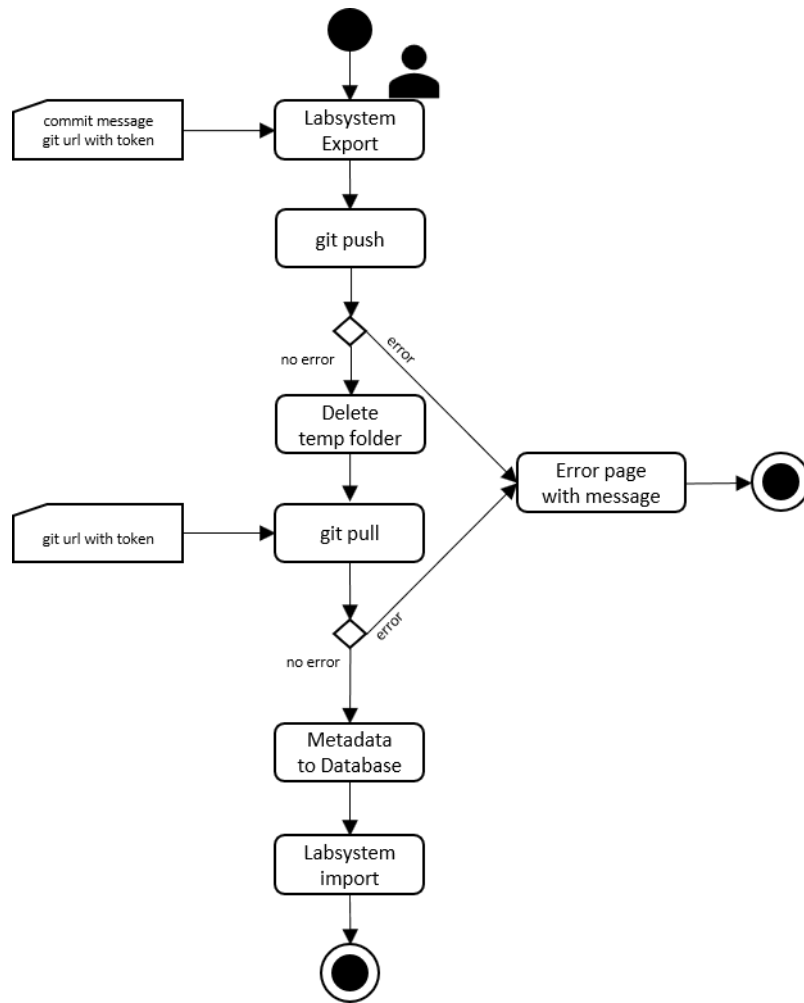 commit message
git url with token
Labsystem
Export
git push
no error
error
Delete
temp folder
Error page
with message
git url with token
git pull
no error
error
Metadata
to Database
Labsystem
import